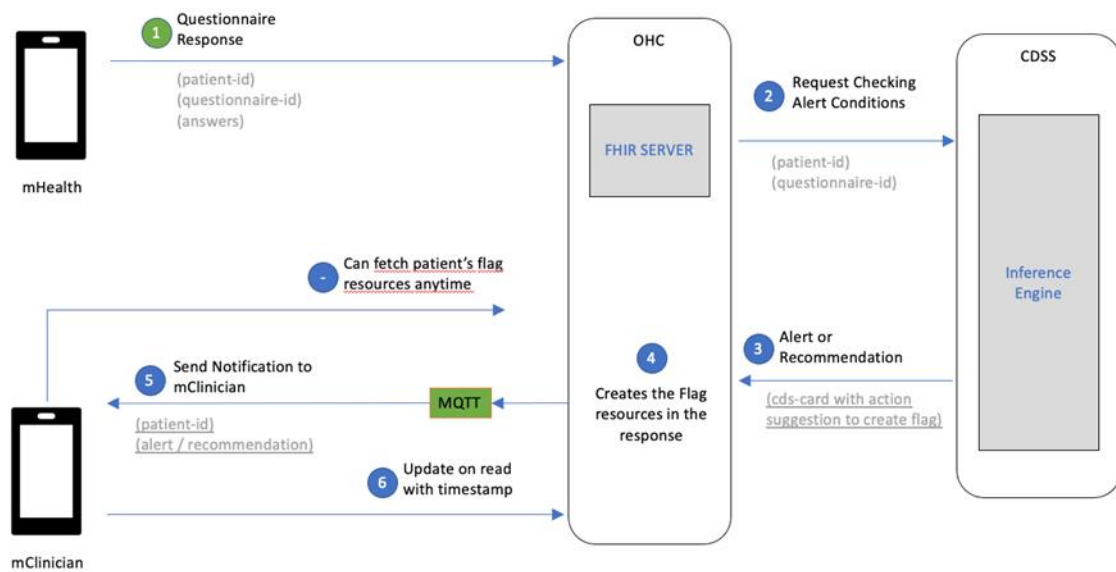 1
Questionnaire
Response
(patient-id)
(questionnaire-id)
(answers)
mHealth
OHC
FHIR SERVER
2
Request Checking
Alert Conditions
(patient-id)
(questionnaire-id)
CDSS
Inference
Engine
-
Can fetch patient’s flag
resources anytime
3
Alert or
Recommendation
(cds-card with action
suggestion to create flag)
4
Creates the Flag
resources in the
response
5
Send Notification to
mClinician
MQTT
(patient-id)
(alert / recommendation)
6
Update on read
with timestamp
mClinician